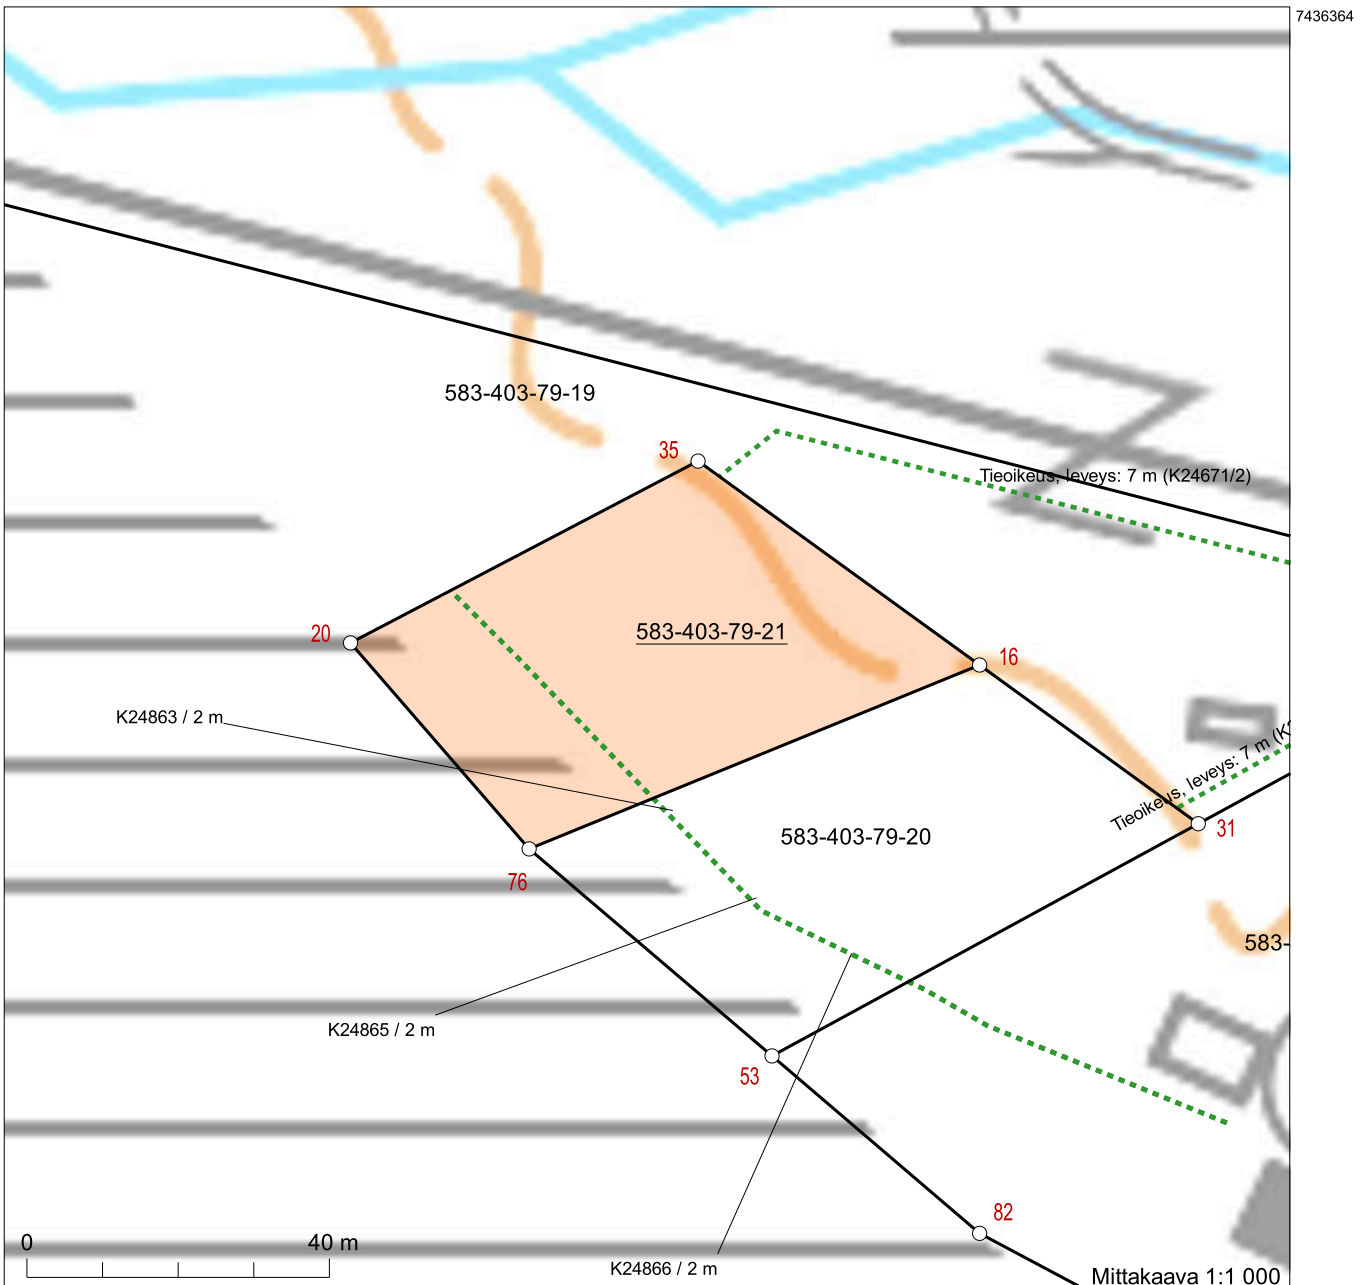 7436364
583-403-79-19
35
Tieoikeus, leveys: 7 m (K24671/2)
20
583-403-79-21
16
K24863 / 2 m
Tieoikeus, leveys: 7 m (K
31
583-403-79-20
76
583-
K24865 / 2 m
53
82
0
40 m
K24866 / 2 m
Mittakaava 1:1 000